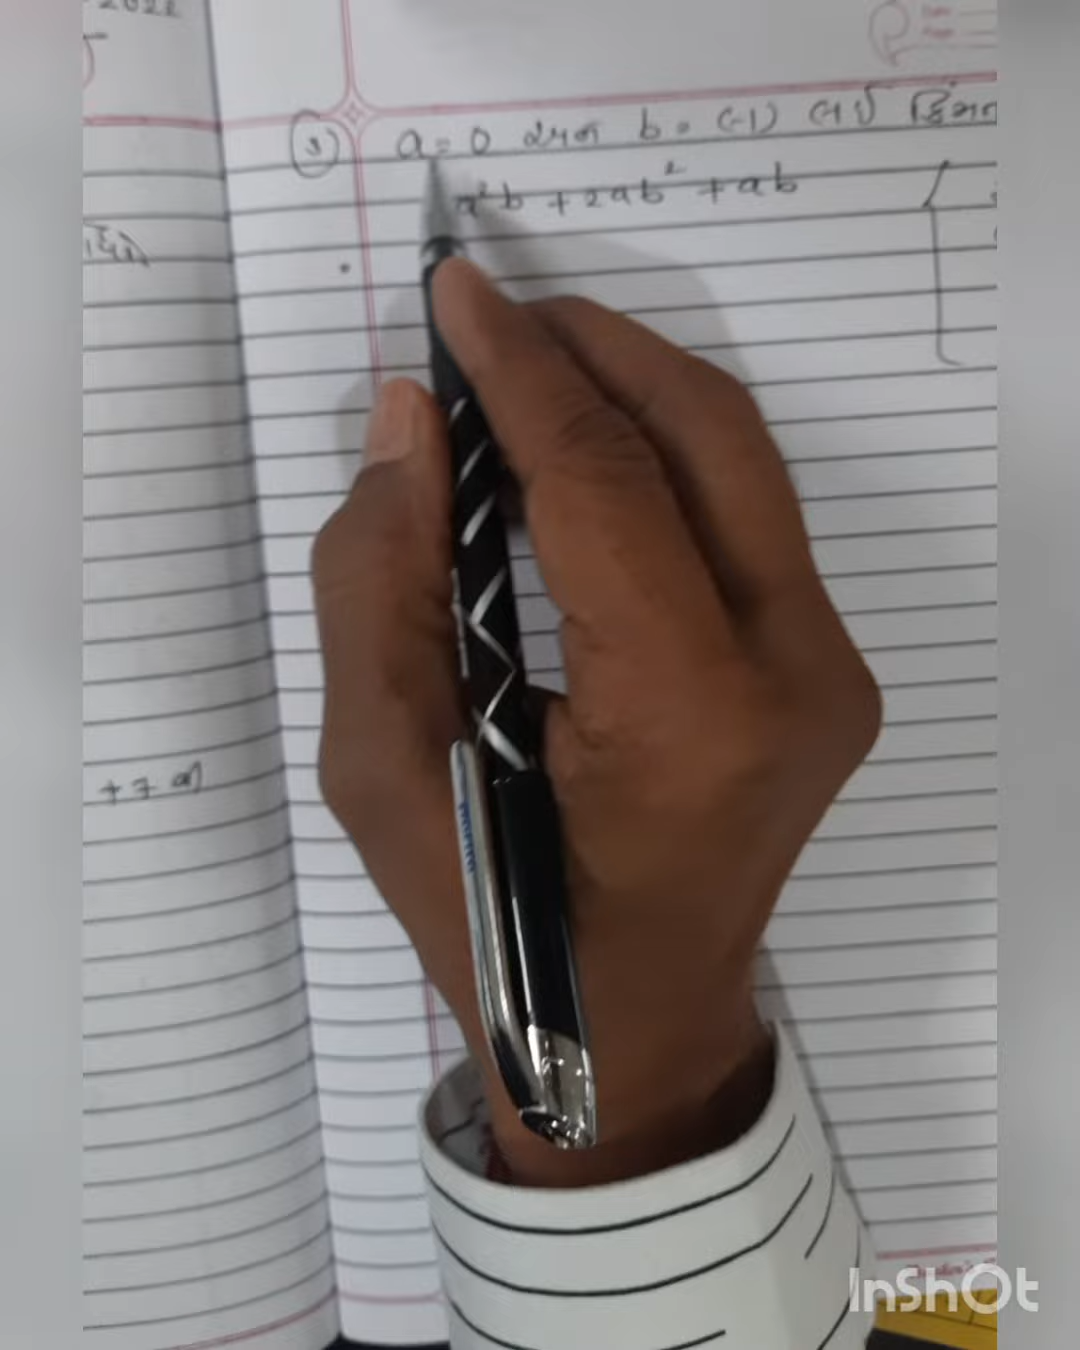 2022
(3) a = 0 અને b = (-1) લઈ કિંમત
a²b + 2ab² + ab
+ 7 ના
InShOt